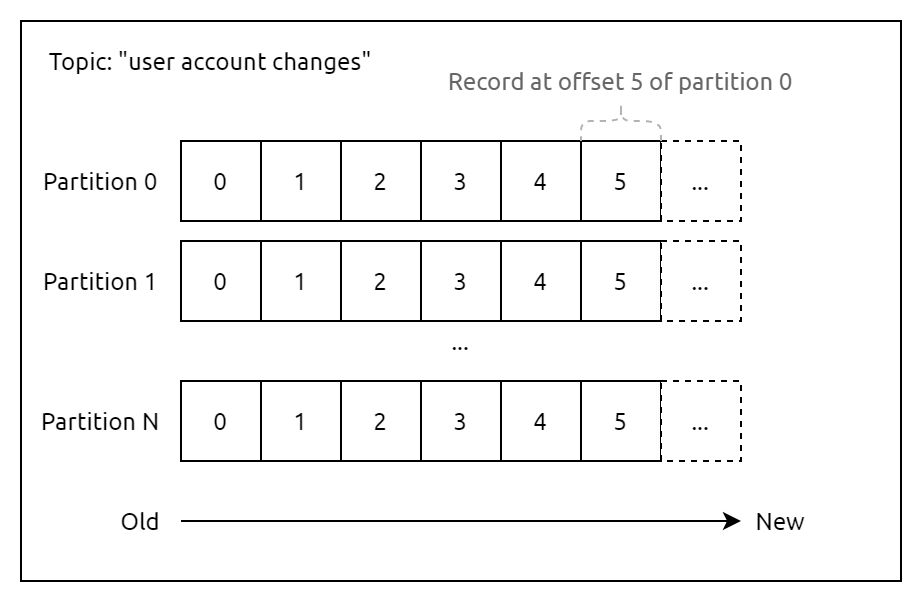 Topic: "user account changes"
Record at offset 5 of partition 0
Partition 0 0 1 2 3 4 5 ...
Partition 1 0 1 2 3 4 5 ...
...
Partition N 0 1 2 3 4 5 ...
Old New